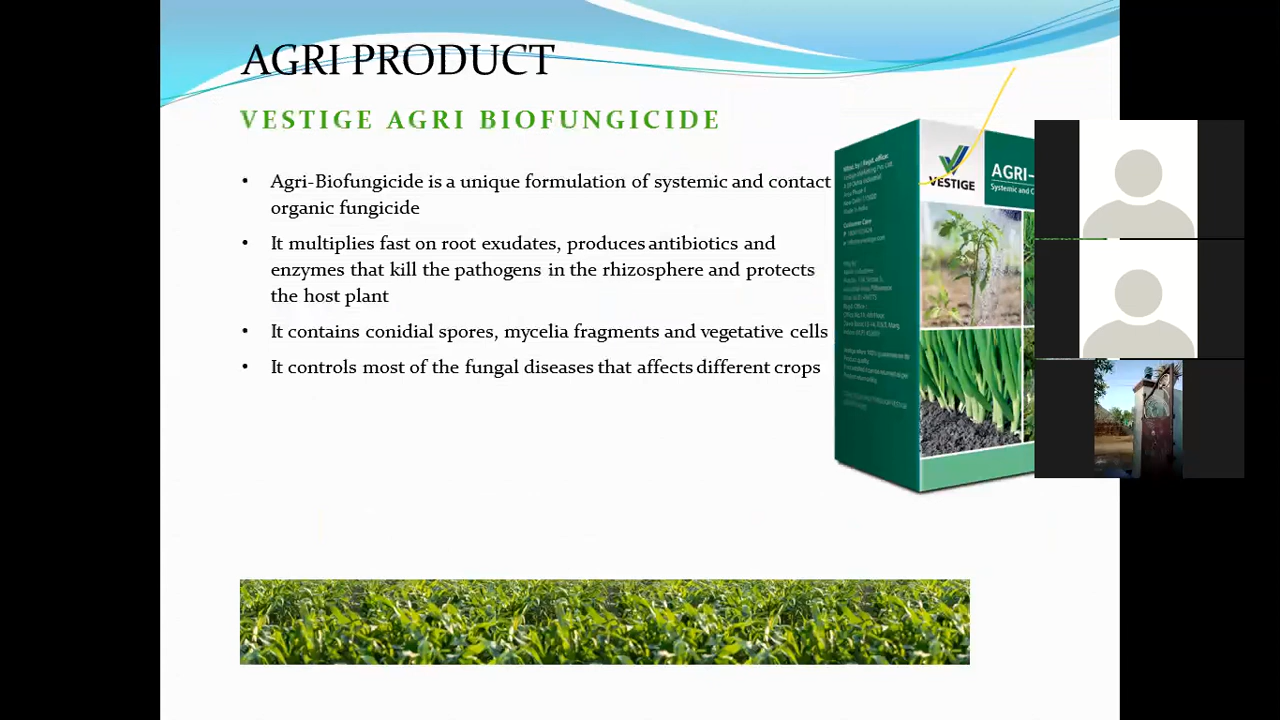 AGRI PRODUCT
VESTIGE AGRI BIOFUNGICIDE
• Agri-Biofungicide is a unique formulation of systemic and contact
organic fungicide
• It multiplies fast on root exudates, produces antibiotics and
enzymes that kill the pathogens in the rhizosphere and protects
the host plant
• It contains conidial spores, mycelia fragments and vegetative cells
• It controls most of the fungal diseases that affects different crops
VESTIGE
AGRI-
Systemic and C
Customer Care